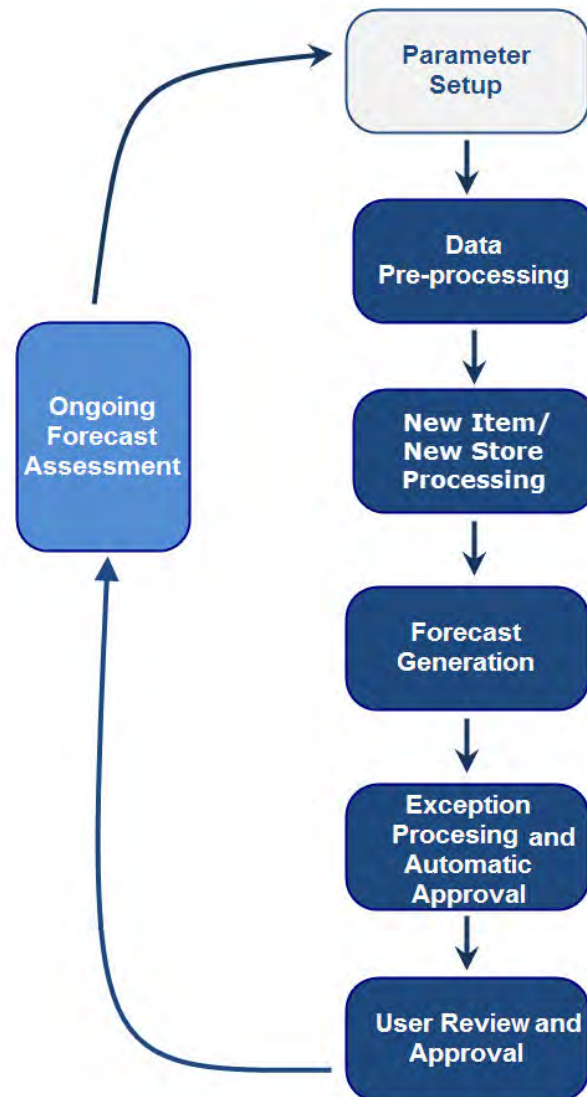 Parameter
Setup
Data
Pre-processing
New Item/
New Store
Processing
Forecast
Generation
Exception
Procesing and
Automatic
Approval
User Review and
Approval
Ongoing
Forecast
Assessment